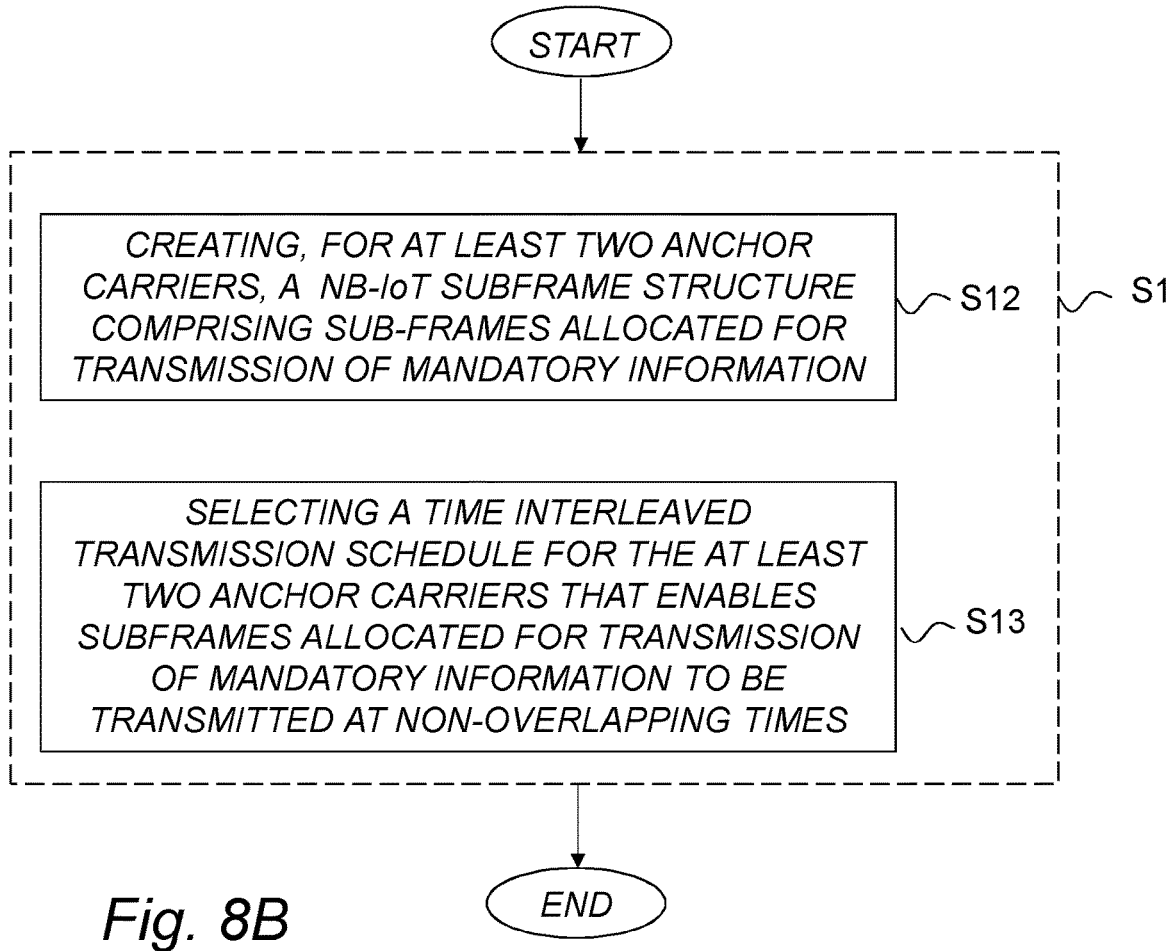 START
CREATING, FOR AT LEAST TWO ANCHOR
CARRIERS, A NB-IoT SUBFRAME STRUCTURE
COMPRISING SUB-FRAMES ALLOCATED FOR
TRANSMISSION OF MANDATORY INFORMATION
S12
S1
SELECTING A TIME INTERLEAVED
TRANSMISSION SCHEDULE FOR THE AT LEAST
TWO ANCHOR CARRIERS THAT ENABLES
SUBFRAMES ALLOCATED FOR TRANSMISSION
OF MANDATORY INFORMATION TO BE
TRANSMITTED AT NON-OVERLAPPING TIMES
S13
END
Fig. 8B